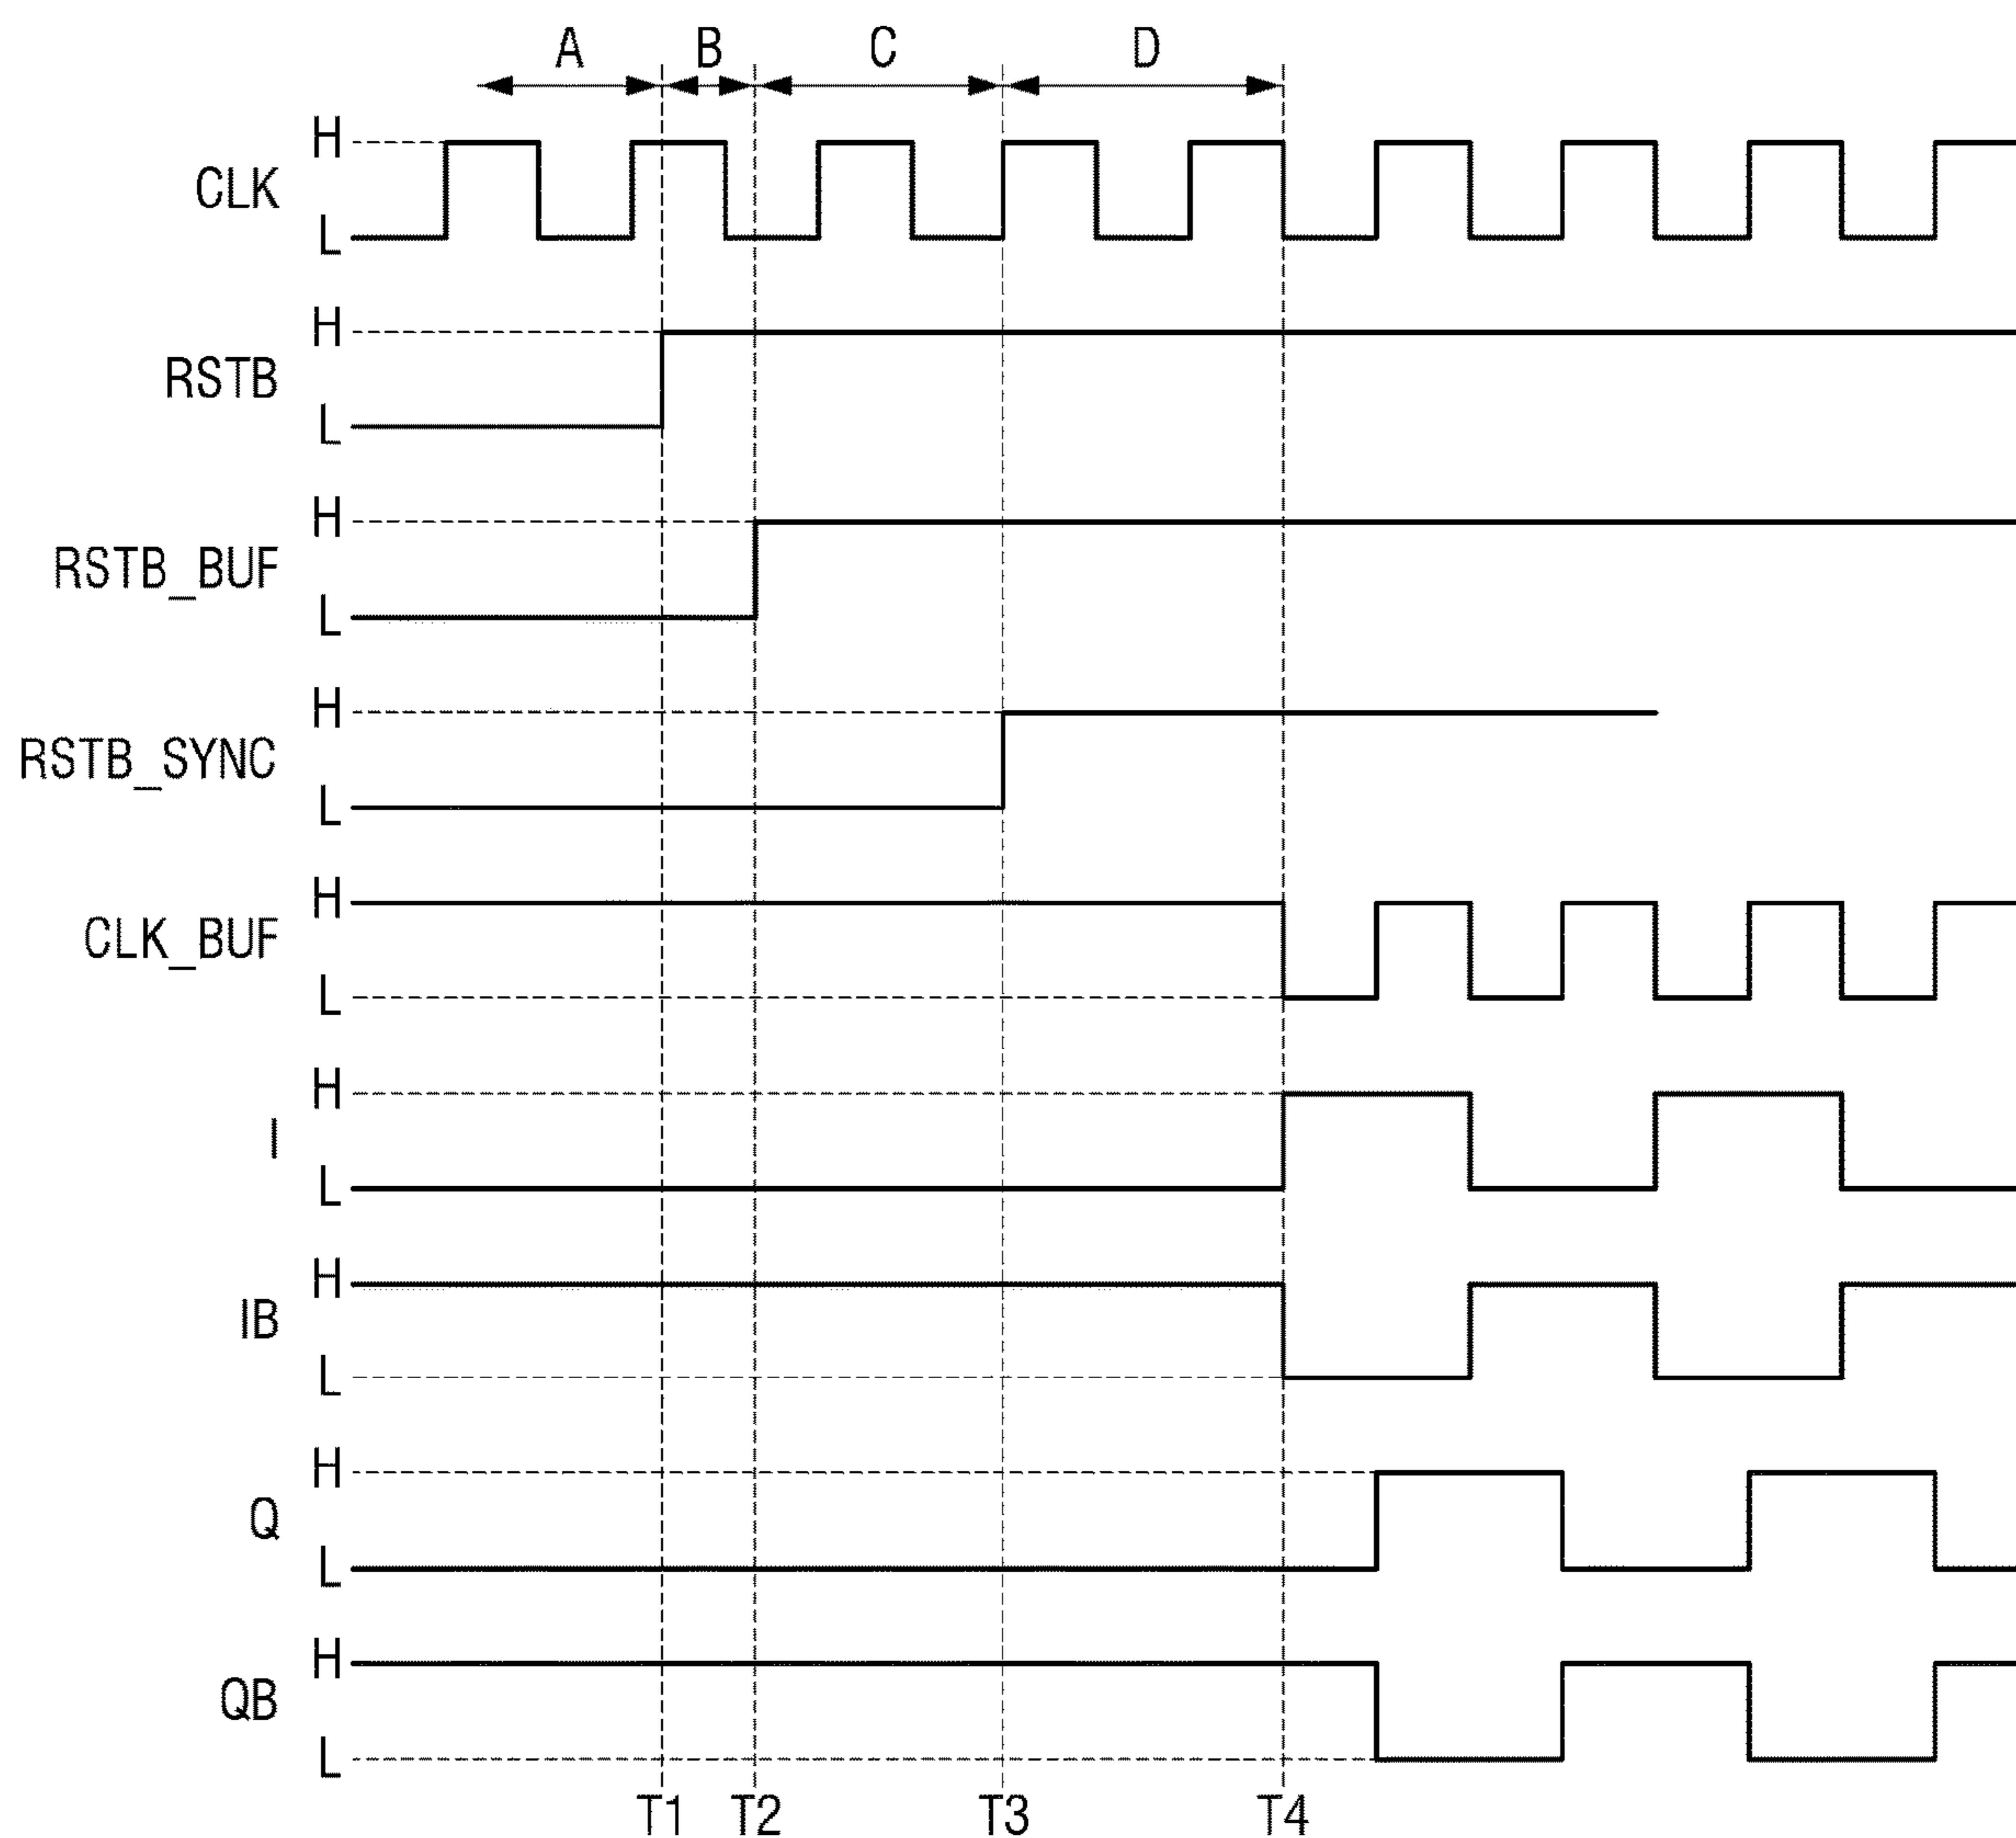 A B C D
H
CLK
L
H
RSTB
L
H
RSTB_BUF
L
H
RSTB_SYNC
L
H
CLK_BUF
L
H
I
L
H
IB
L
H
Q
L
H
QB
L
T1 T2 T3 T4